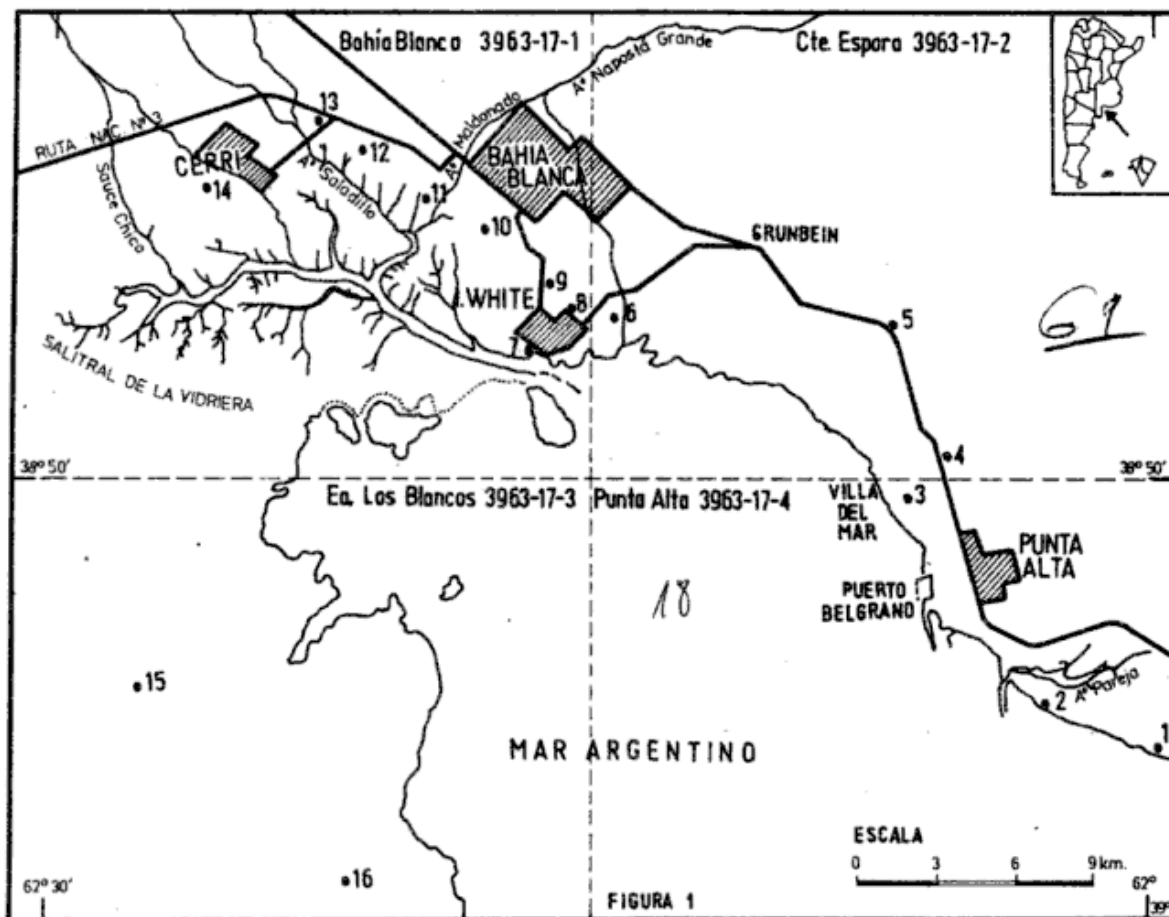 Bahía Blanca 3963-17-1
Cte. Espora 3963-17-2
Aº Napostá Grande
Aº Maldonado
RUTA NAC Nº 3
13
CERRI
12
BAHIA
BLANCA
14
Aº Saladillo
11
Sauce Chico
10
GRUNBEIN
9
I. WHITE
8
6
5
7
61
SALITRAL DE LA VIDRIERA
4
38º 50'
38º 50'
Ea. Los Blancos 3963-17-3
Punta Alta 3963-17-4
VILLA
DEL
MAR
3
PUNTA
ALTA
18
PUERTO
BELGRANO
15
Aº Pareja
2
1
MAR ARGENTINO
ESCALA
0 3 6 9 km.
16
62º 30'
62º
FIGURA 1
39º